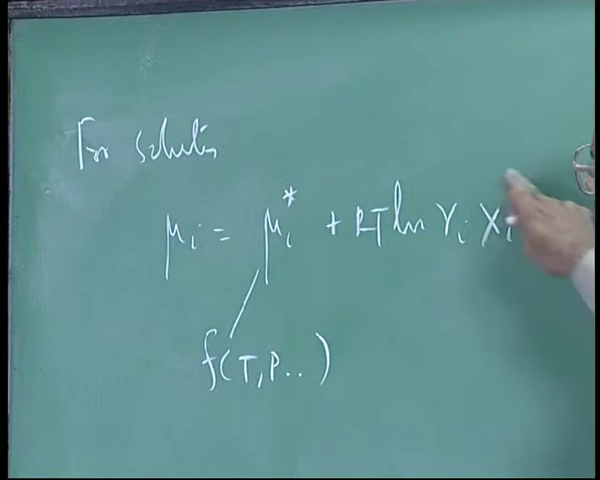 For solution
μi = μi* + RT ln γi Xi
f(T, P..)